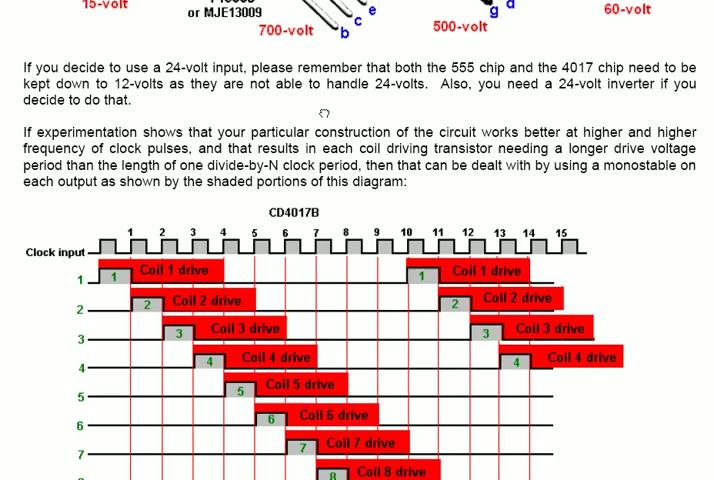 15-volt
or MJE13009
700-volt
b
c
e
500-volt
g
d
60-volt
If you decide to use a 24-volt input, please remember that both the 555 chip and the 4017 chip need to be
kept down to 12-volts as they are not able to handle 24-volts. Also, you need a 24-volt inverter if you
decide to do that.
If experimentation shows that your particular construction of the circuit works better at higher and higher
frequency of clock pulses, and that results in each coil driving transistor needing a longer drive voltage
period than the length of one divide-by-N clock period, then that can be dealt with by using a monostable on
each output as shown by the shaded portions of this diagram:
CD4017B
1 2 3 4 5 6 7 8 9 10 11 12 13 14 15
Clock input
1 1 Coil 1 drive 1 Coil 1 drive
2 2 Coil 2 drive 2 Coil 2 drive
3 3 Coil 3 drive 3 Coil 3 drive
4 4 Coil 4 drive 4 Coil 4 drive
5 5 Coil 5 drive
6 6 Coil 6 drive
7 7 Coil 7 drive
8 Coil 8 drive